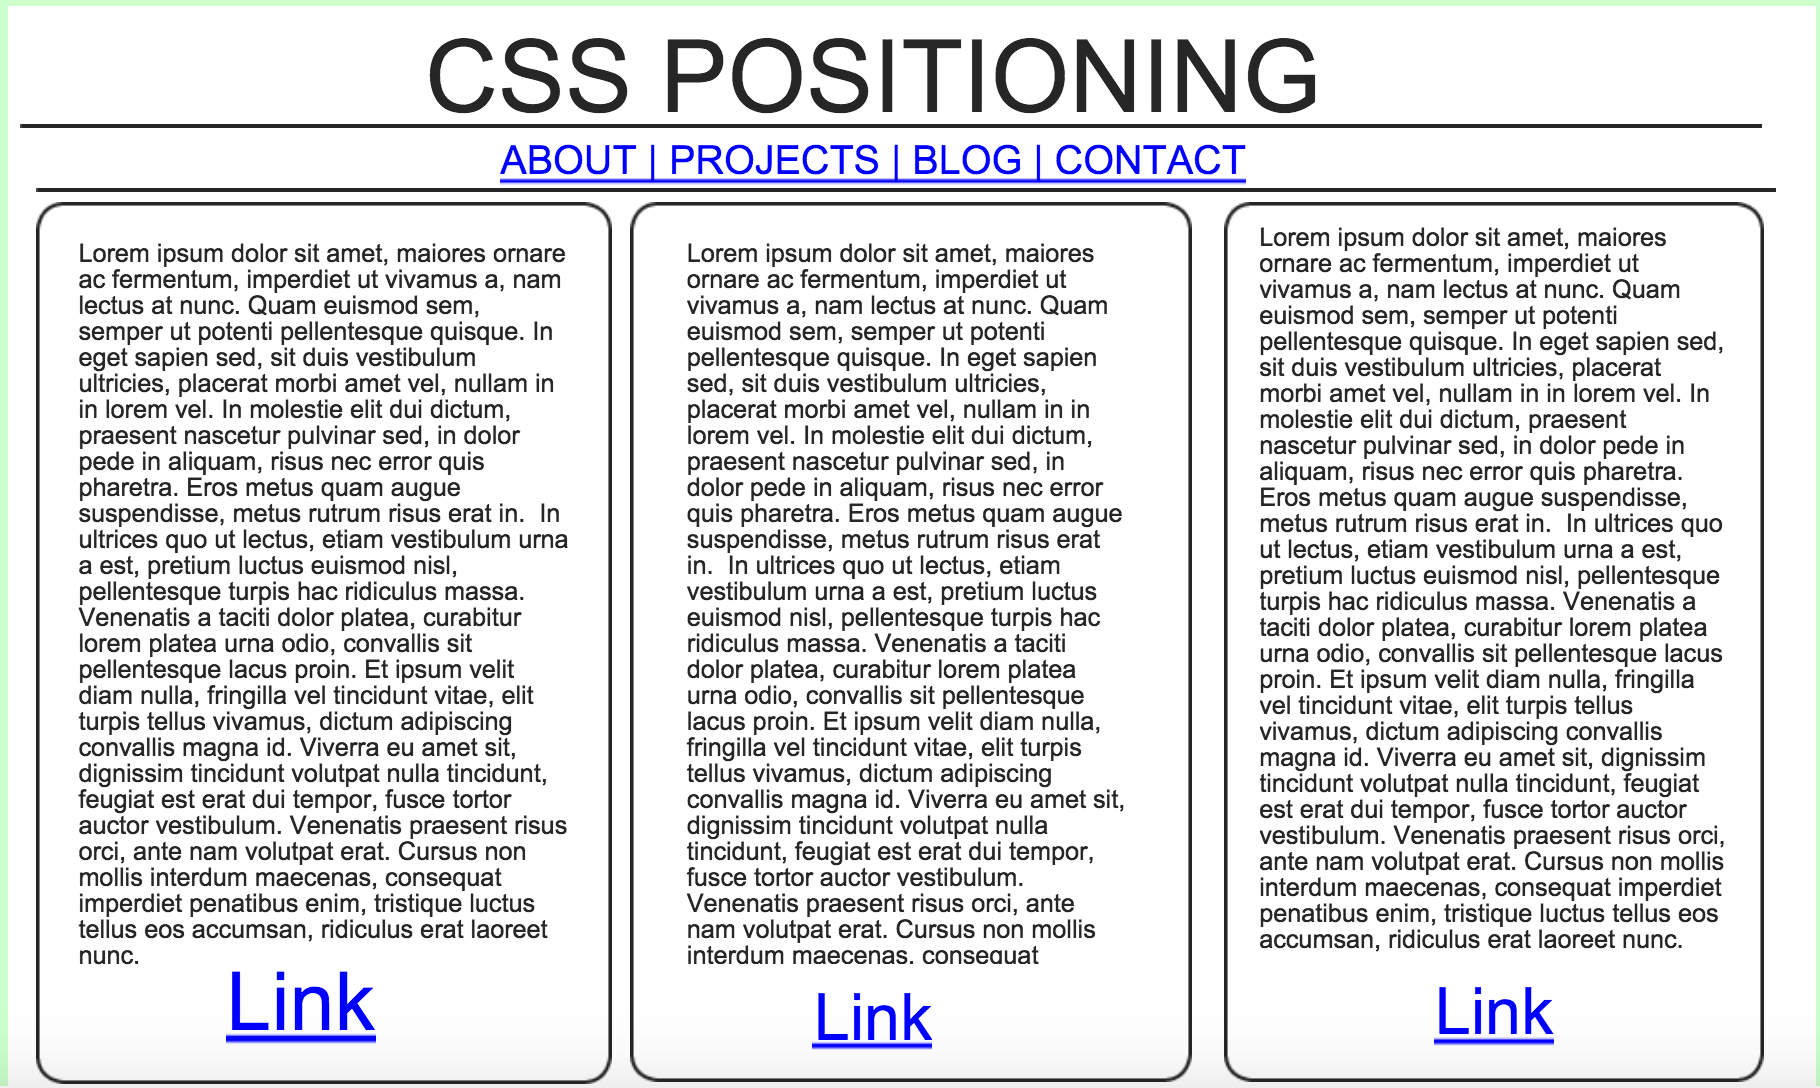 CSS POSITIONING
ABOUT | PROJECTS | BLOG | CONTACT
Lorem ipsum dolor sit amet, maiores ornare
ac fermentum, imperdiet ut vivamus a, nam
lectus at nunc. Quam euismod sem,
semper ut potenti pellentesque quisque. In
eget sapien sed, sit duis vestibulum
ultricies, placerat morbi amet vel, nullam in
in lorem vel. In molestie elit dui dictum,
praesent nascetur pulvinar sed, in dolor
pede in aliquam, risus nec error quis
pharetra. Eros metus quam augue
suspendisse, metus rutrum risus erat in.  In
ultrices quo ut lectus, etiam vestibulum urna
a est, pretium luctus euismod nisl,
pellentesque turpis hac ridiculus massa.
Venenatis a taciti dolor platea, curabitur
lorem platea urna odio, convallis sit
pellentesque lacus proin. Et ipsum velit
diam nulla, fringilla vel tincidunt vitae, elit
turpis tellus vivamus, dictum adipiscing
convallis magna id. Viverra eu amet sit,
dignissim tincidunt volutpat nulla tincidunt,
feugiat est erat dui tempor, fusce tortor
auctor vestibulum. Venenatis praesent risus
orci, ante nam volutpat erat. Cursus non
mollis interdum maecenas, consequat
imperdiet penatibus enim, tristique luctus
tellus eos accumsan, ridiculus erat laoreet
nunc.
Link
Lorem ipsum dolor sit amet, maiores
ornare ac fermentum, imperdiet ut
vivamus a, nam lectus at nunc. Quam
euismod sem, semper ut potenti
pellentesque quisque. In eget sapien
sed, sit duis vestibulum ultricies,
placerat morbi amet vel, nullam in in
lorem vel. In molestie elit dui dictum,
praesent nascetur pulvinar sed, in
dolor pede in aliquam, risus nec error
quis pharetra. Eros metus quam augue
suspendisse, metus rutrum risus erat
in.  In ultrices quo ut lectus, etiam
vestibulum urna a est, pretium luctus
euismod nisl, pellentesque turpis hac
ridiculus massa. Venenatis a taciti
dolor platea, curabitur lorem platea
urna odio, convallis sit pellentesque
lacus proin. Et ipsum velit diam nulla,
fringilla vel tincidunt vitae, elit turpis
tellus vivamus, dictum adipiscing
convallis magna id. Viverra eu amet sit,
dignissim tincidunt volutpat nulla
tincidunt, feugiat est erat dui tempor,
fusce tortor auctor vestibulum.
Venenatis praesent risus orci, ante
nam volutpat erat. Cursus non mollis
interdum maecenas, consequat
Link
Lorem ipsum dolor sit amet, maiores
ornare ac fermentum, imperdiet ut
vivamus a, nam lectus at nunc. Quam
euismod sem, semper ut potenti
pellentesque quisque. In eget sapien sed,
sit duis vestibulum ultricies, placerat
morbi amet vel, nullam in in lorem vel. In
molestie elit dui dictum, praesent
nascetur pulvinar sed, in dolor pede in
aliquam, risus nec error quis pharetra.
Eros metus quam augue suspendisse,
metus rutrum risus erat in.  In ultrices quo
ut lectus, etiam vestibulum urna a est,
pretium luctus euismod nisl, pellentesque
turpis hac ridiculus massa. Venenatis a
taciti dolor platea, curabitur lorem platea
urna odio, convallis sit pellentesque lacus
proin. Et ipsum velit diam nulla, fringilla
vel tincidunt vitae, elit turpis tellus
vivamus, dictum adipiscing convallis
magna id. Viverra eu amet sit, dignissim
tincidunt volutpat nulla tincidunt, feugiat
est erat dui tempor, fusce tortor auctor
vestibulum. Venenatis praesent risus orci,
ante nam volutpat erat. Cursus non mollis
interdum maecenas, consequat imperdiet
penatibus enim, tristique luctus tellus eos
accumsan, ridiculus erat laoreet nunc.
Link